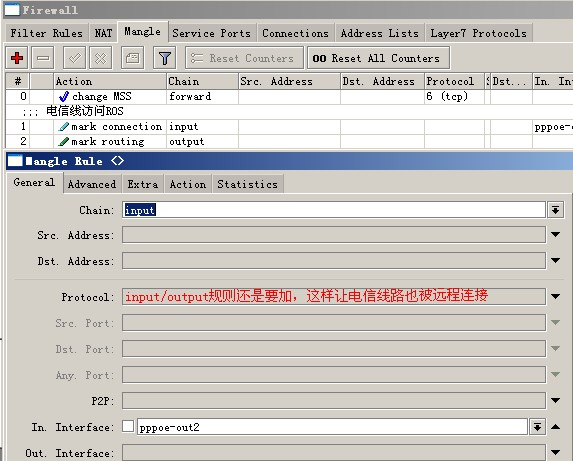 Firewall
Filter Rules NAT Mangle Service Ports Connections Address Lists Layer7 Protocols
Reset Counters 00 Reset All Counters
# Action Chain Src. Address Dst. Address Protocol Dst... In. Inte
0 change MSS forward 6 (tcp)
;;; 电信线访问ROS
1 mark connection input pppoe-o
2 mark routing output
Mangle Rule <>
General Advanced Extra Action Statistics
Chain: input
Src. Address:
Dst. Address:
Protocol: input/output规则还是要加，这样让电信线路也被远程连接
Src. Port:
Dst. Port:
Any. Port:
P2P:
In. Interface: pppoe-out2
Out. Interface: